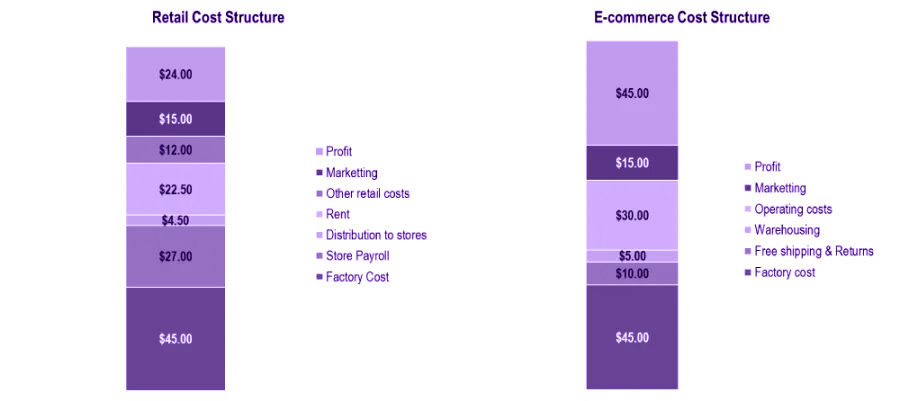 Retail Cost Structure
$24.00
$15.00
$12.00
$22.50
$4.50
$27.00
$45.00
Profit
Marketting
Other retail costs
Rent
Distribution to stores
Store Payroll
Factory Cost
E-commerce Cost Structure
$45.00
$15.00
$30.00
$5.00
$10.00
$45.00
Profit
Marketting
Operating costs
Warehousing
Free shipping & Returns
Factory cost